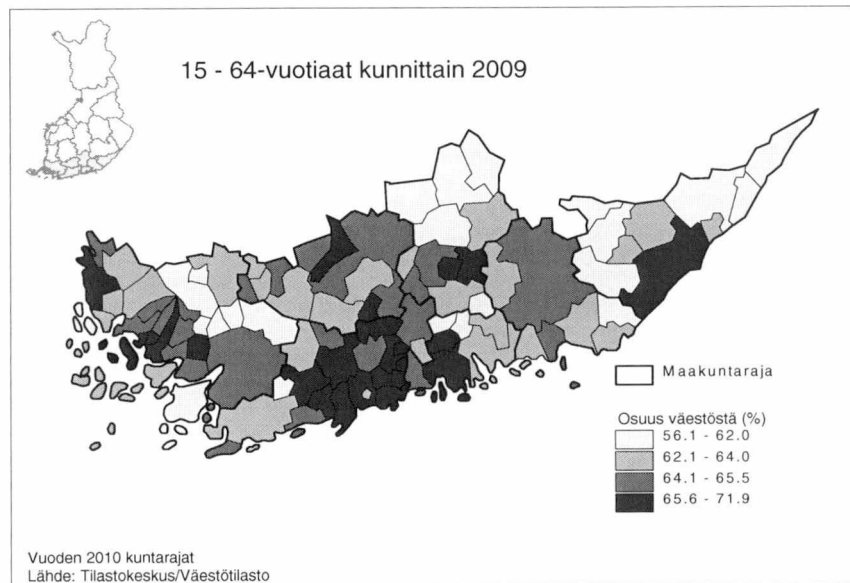 15 - 64-vuotiaat kunnittain 2009
Maakuntaraja
Osuus väestöstä (%)
56.1 - 62.0
62.1 - 64.0
64.1 - 65.5
65.6 - 71.9
Vuoden 2010 kuntarajat
Lähde: Tilastokeskus/Väestötilasto